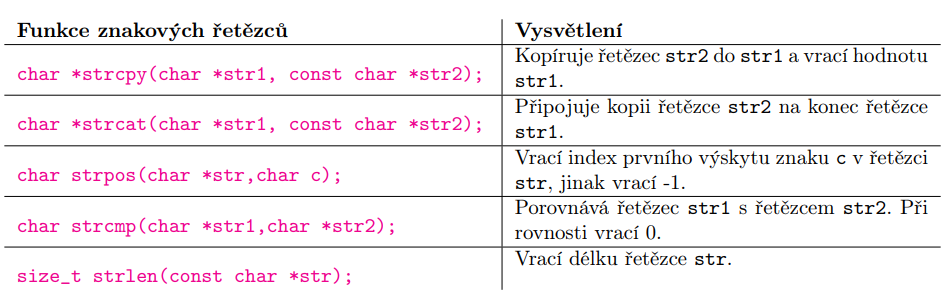 Funkce znakových řetězců
Vysvětlení
char *strcpy(char *str1, const char *str2);
Kopíruje řetězec str2 do str1 a vrací hodnotu
str1.
char *strcat(char *str1, const char *str2);
Připojuje kopii řetězce str2 na konec řetězce
str1.
char strpos(char *str,char c);
Vrací index prvního výskytu znaku c v řetězci
str, jinak vrací -1.
char strcmp(char *str1,char *str2);
Porovnává řetězec str1 s řetězcem str2. Při
rovnosti vrací 0.
size_t strlen(const char *str);
Vrací délku řetězce str.